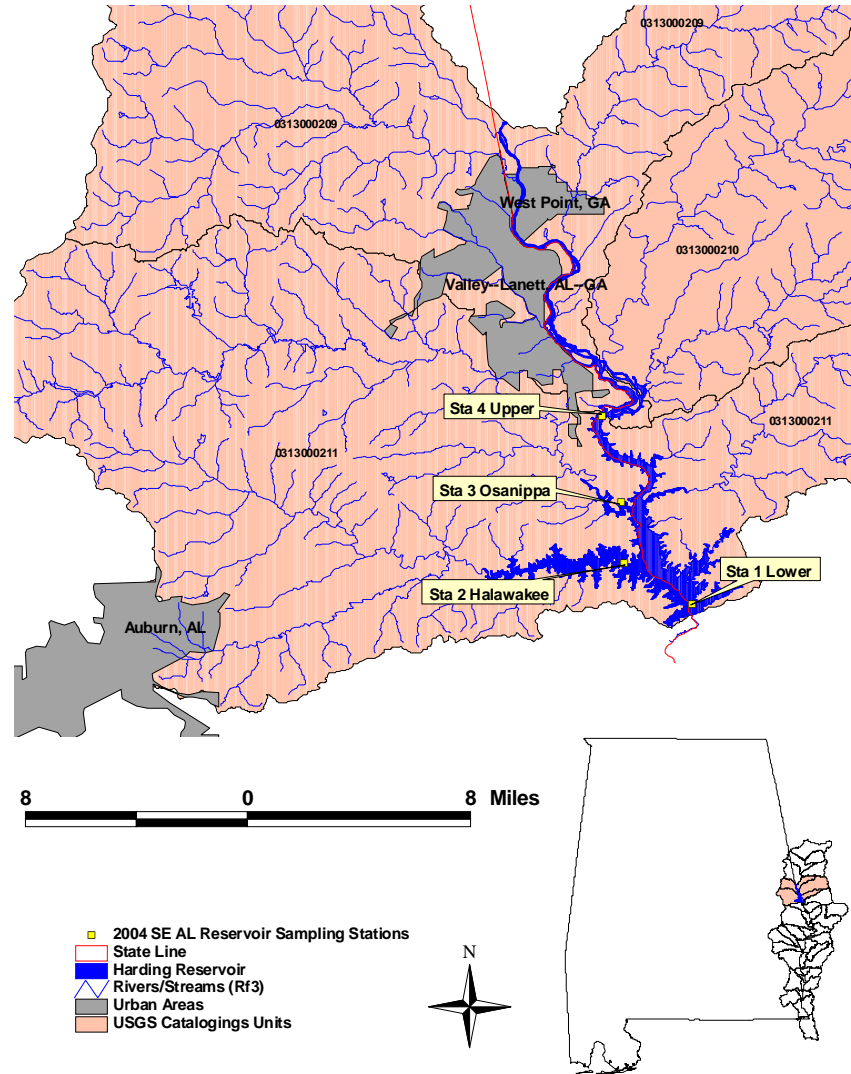 0313000209
0313000209
West Point, GA
0313000210
Valley--Lanett, AL--GA
Sta 4 Upper
0313000211
0313000211
Sta 3 Osanippa
Sta 1 Lower
Sta 2 Halawakee
Auburn, AL
8 0 8 Miles
2004 SE AL Reservoir Sampling Stations
State Line
Harding Reservoir
Rivers/Streams (Rf3)
Urban Areas
USGS Catalogings Units
N